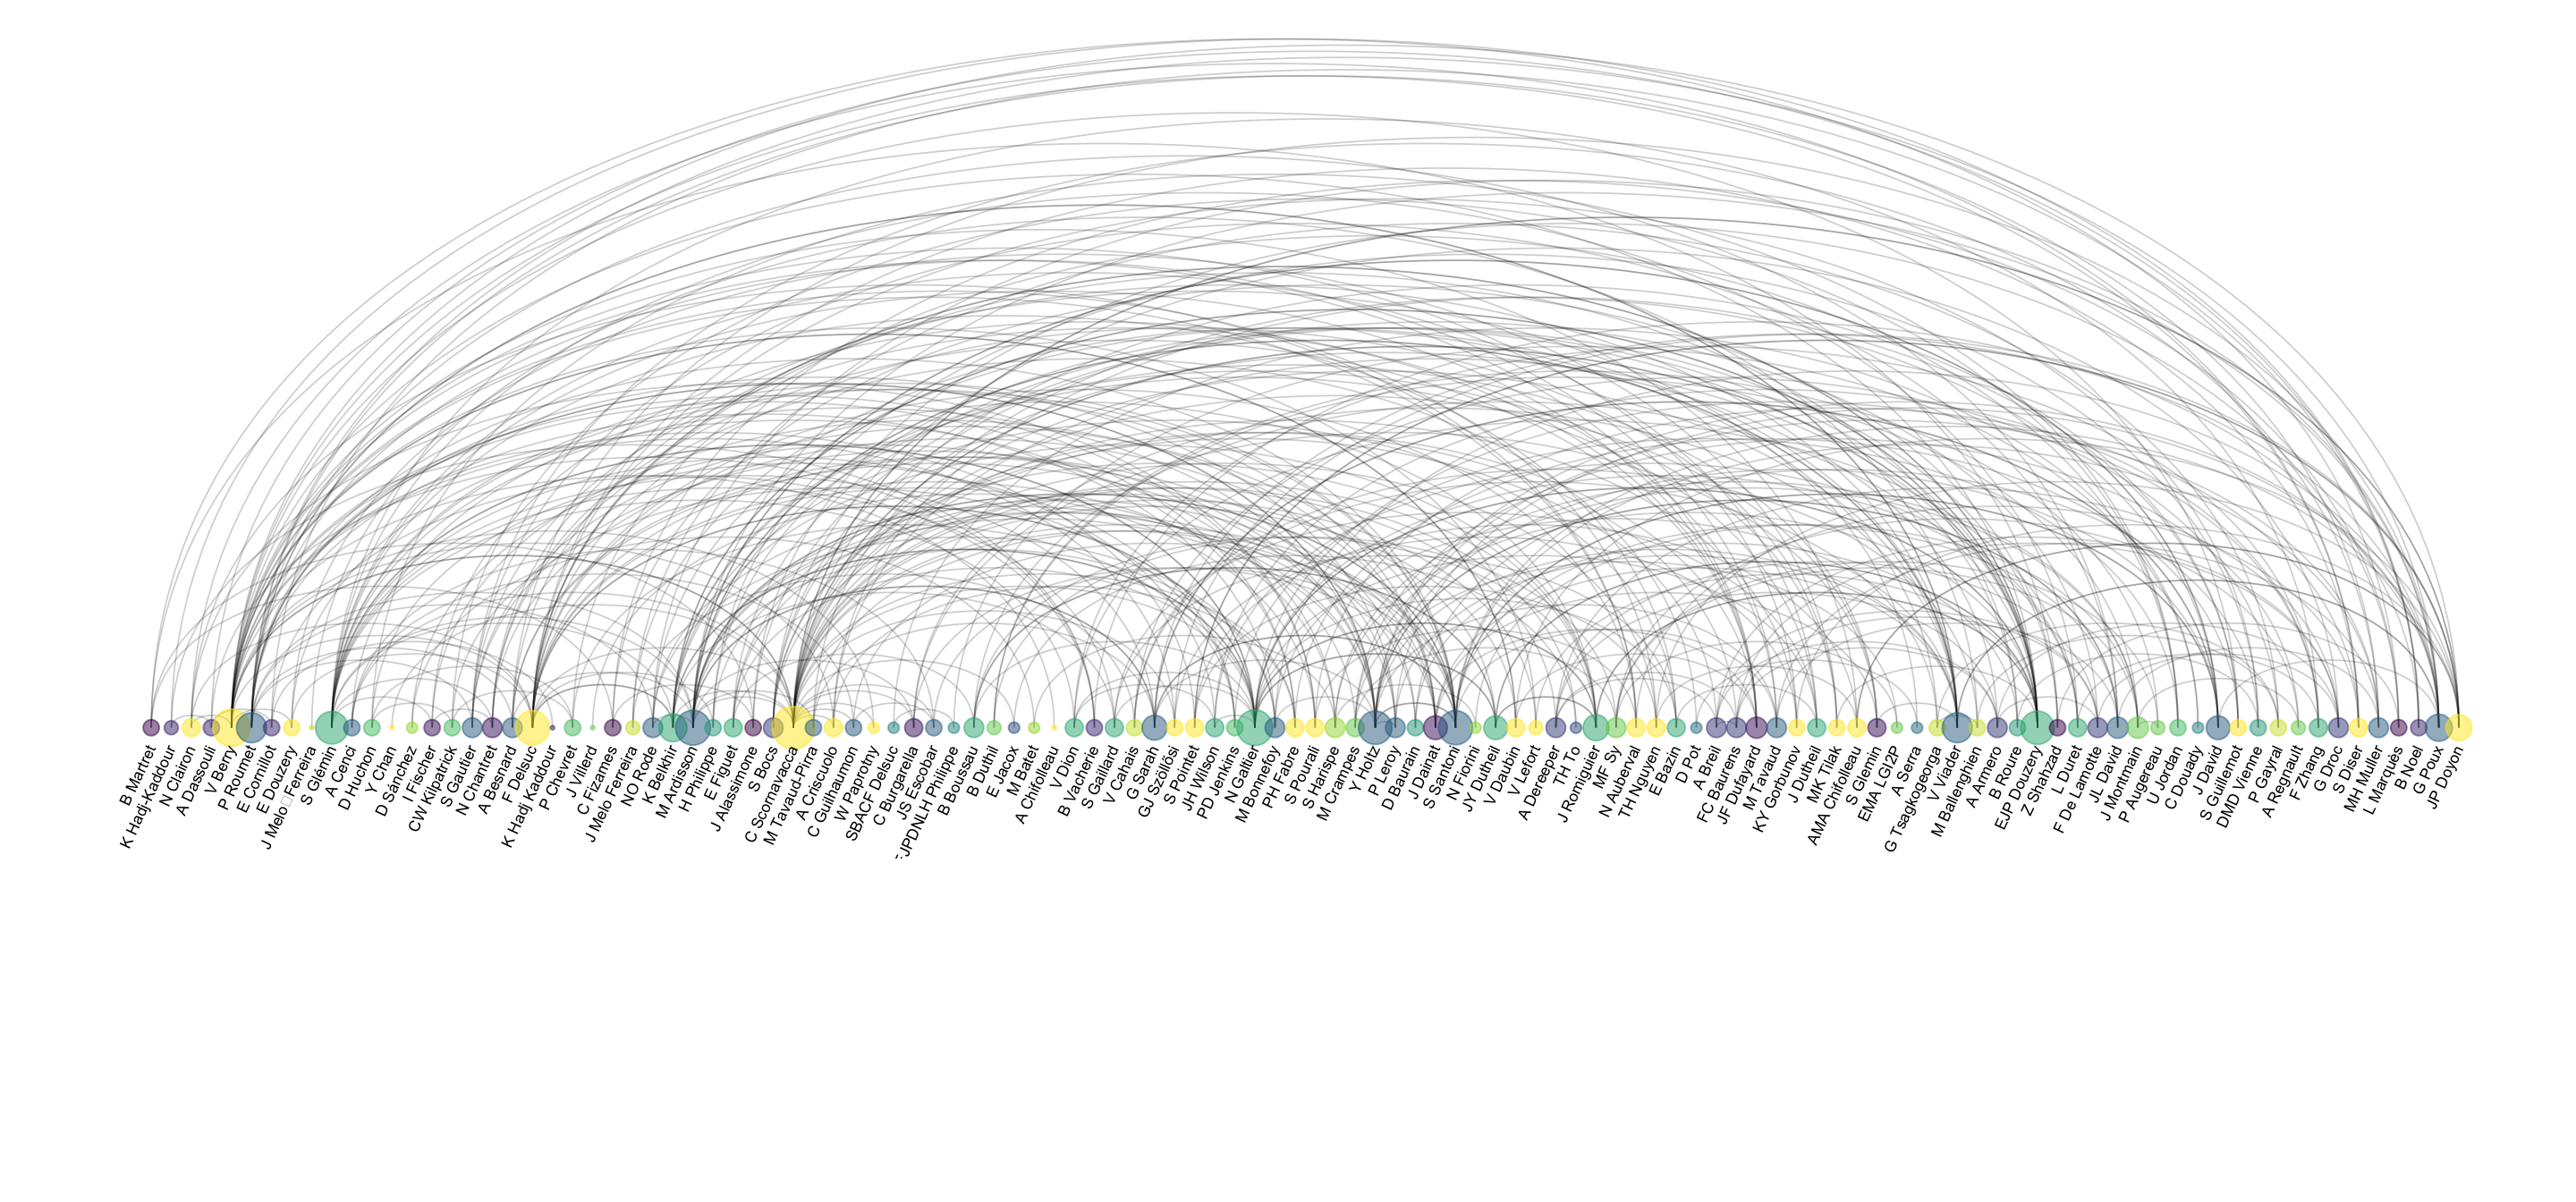 B Martret
K Hadj-Kaddour
N Clairon
A Dassouli
V Berry
P Roumet
E Cornillot
E Douzery
J Melo□Ferreira
S Glémin
A Cenci
D Huchon
Y Chan
D Sánchez
I Fischer
CW Kilpatrick
S Gaultier
N Chantret
A Besnard
F Delsuc
K Hadj Kaddour
P Chevret
J Villerd
C Fizames
J Melo Ferreira
NO Rode
K Belkhir
M Ardisson
H Philippe
E Figuet
J Alassimone
S Bocs
C Scornavacca
M Tavaud-Pirra
A Criscuolo
C Guilhaumon
W Paprotny
SBACF Delsuc
C Burgarella
JS Escobar
JPDNLH Philippe
B Boussau
B Duthil
E Jacox
M Batet
A Chifolleau
V Dion
B Vacherie
S Gaillard
V Cahais
G Sarah
GJ Szöllősi
S Pointet
JH Wilson
PD Jenkins
N Galtier
M Bonnefoy
PH Fabre
S Pourali
S Harispe
M Crampes
Y Holtz
P Leroy
D Baurain
J Dainat
S Santoni
N Fiorini
JY Dutheil
V Daubin
V Lefort
A Dereeper
TH To
J Romiguier
MF Sy
N Auberval
TH Nguyen
E Bazin
D Pot
A Breil
FC Baurens
JF Dufayard
M Tavaud
KY Gorbunov
J Dutheil
MK Tilak
AMA Chifolleau
S Glemin
EMA LGI2P
A Serra
G Tsagkogeorga
V Viader
M Ballenghien
A Armero
B Roure
EJP Douzery
Z Shahzad
L Duret
F De Lamotte
JL David
J Montmain
P Augereau
U Jordan
C Douady
J David
S Guillemot
DMD Vienne
P Gayral
A Regnault
F Zhang
G Droc
S Diser
MH Muller
L Marquès
B Noel
G Poux
JP Doyon